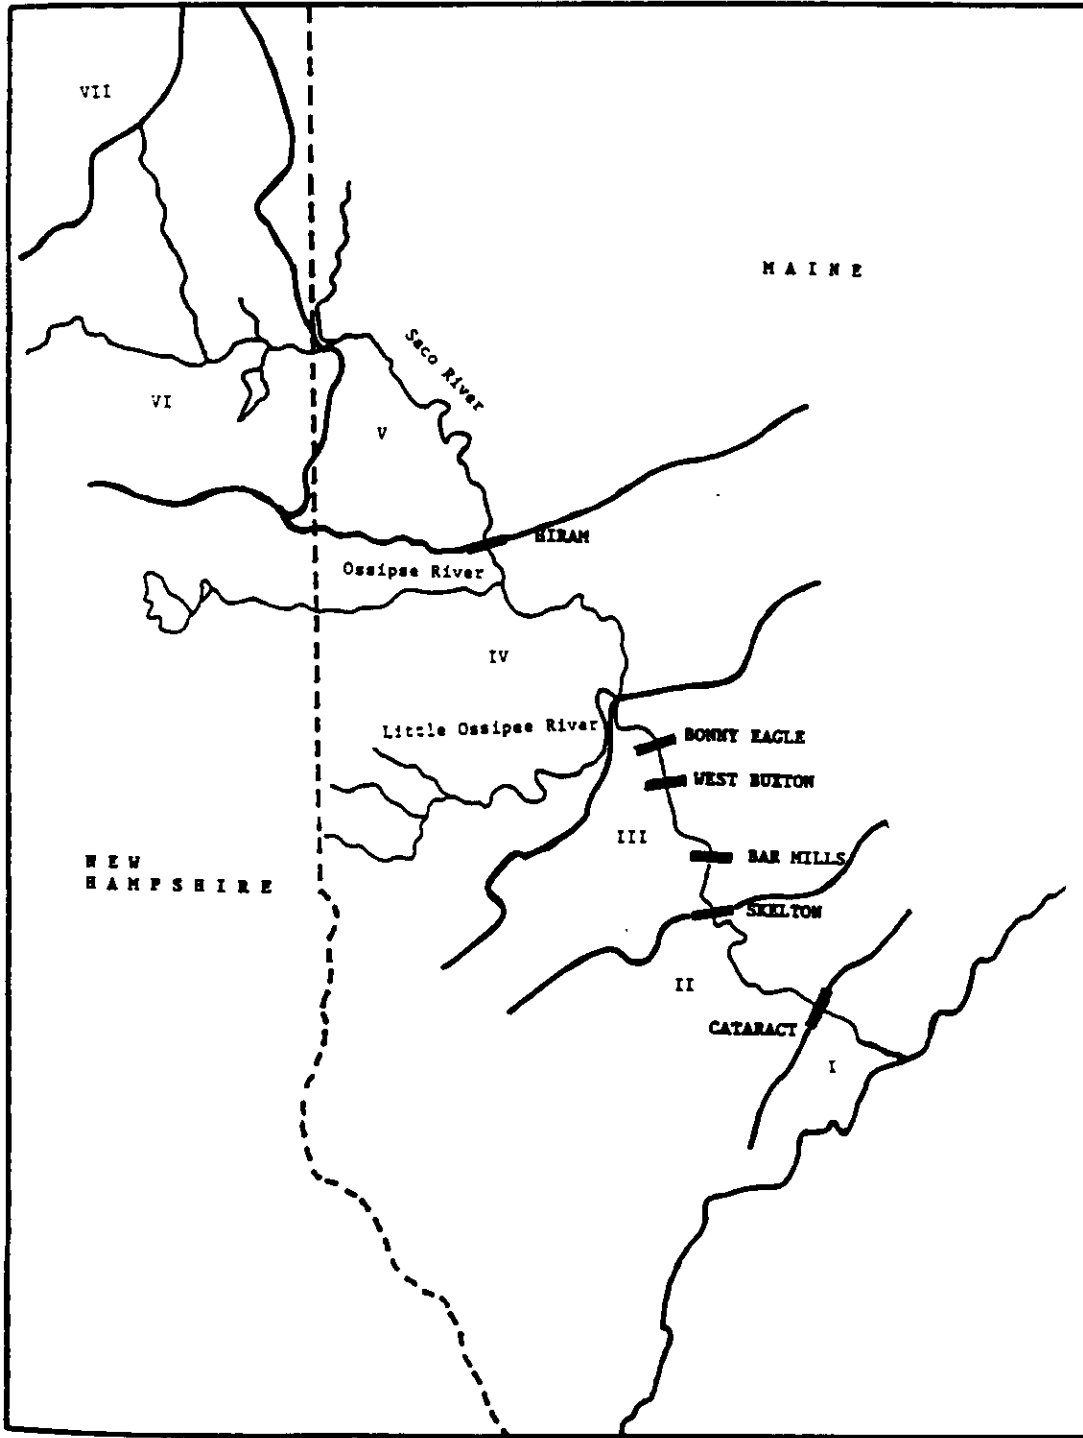 VII
MAINE
Saco River
VI
V
HIRAM
Ossipee River
IV
Little Ossipee River
BONNY EAGLE
WEST BUXTON
III
BAR MILLS
NEW
HAMPSHIRE
SKELTON
II
CATARACT
I